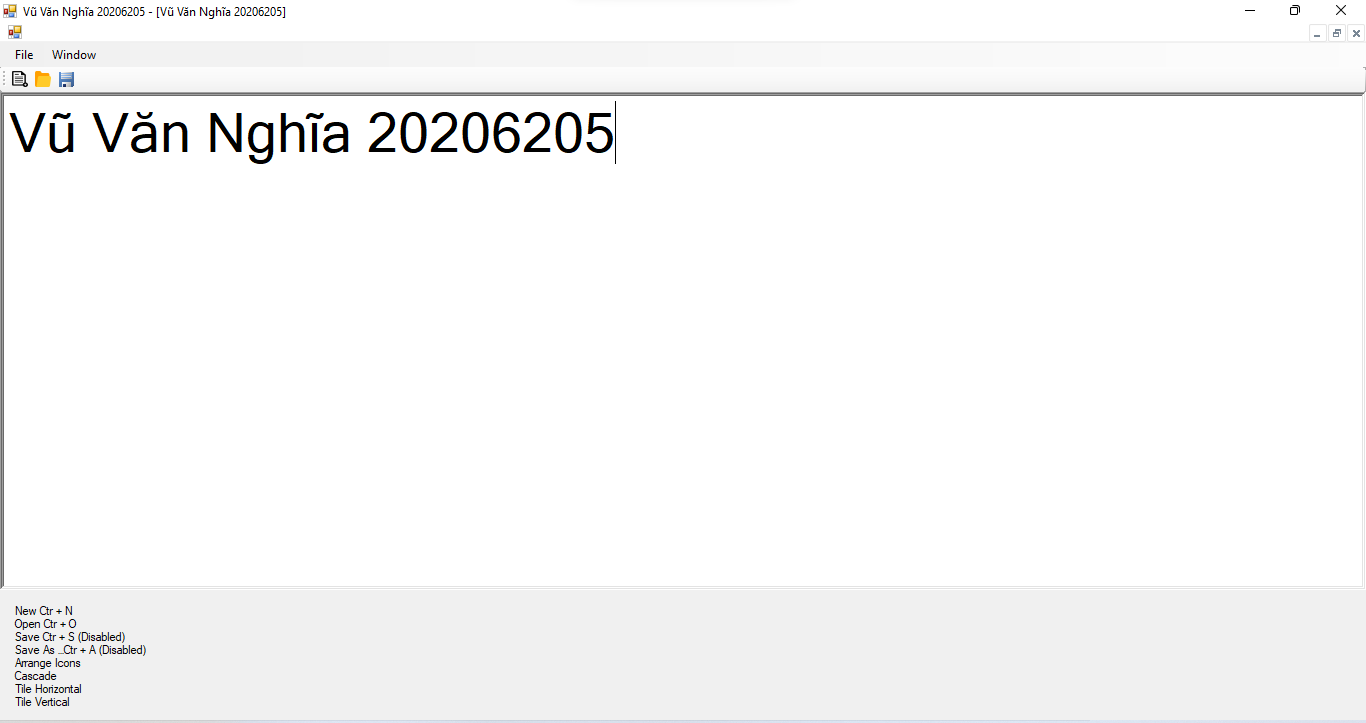 Vũ Văn Nghĩa 20206205 - [Vũ Văn Nghĩa 20206205]
File Window
Vũ Văn Nghĩa 20206205
New Ctr + N
Open Ctr + O
Save Ctr + S (Disabled)
Save As ...Ctr + A (Disabled)
Arrange Icons
Cascade
Tile Horizontal
Tile Vertical